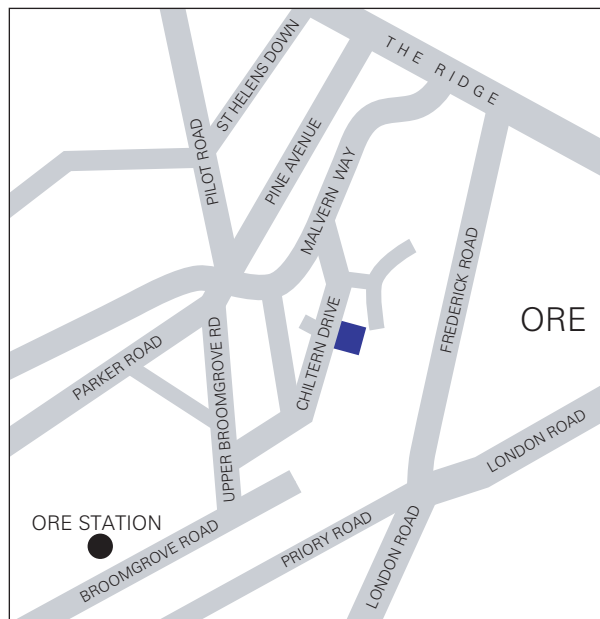 THE RIDGE
ST HELENS DOWN
PILOT ROAD
PINE AVENUE
MALVERN WAY
FREDERICK ROAD
ORE
CHILTERN DRIVE
PARKER ROAD
UPPER BROOMGROVE RD
LONDON ROAD
ORE STATION
BROOMGROVE ROAD
PRIORY ROAD
LONDON ROAD